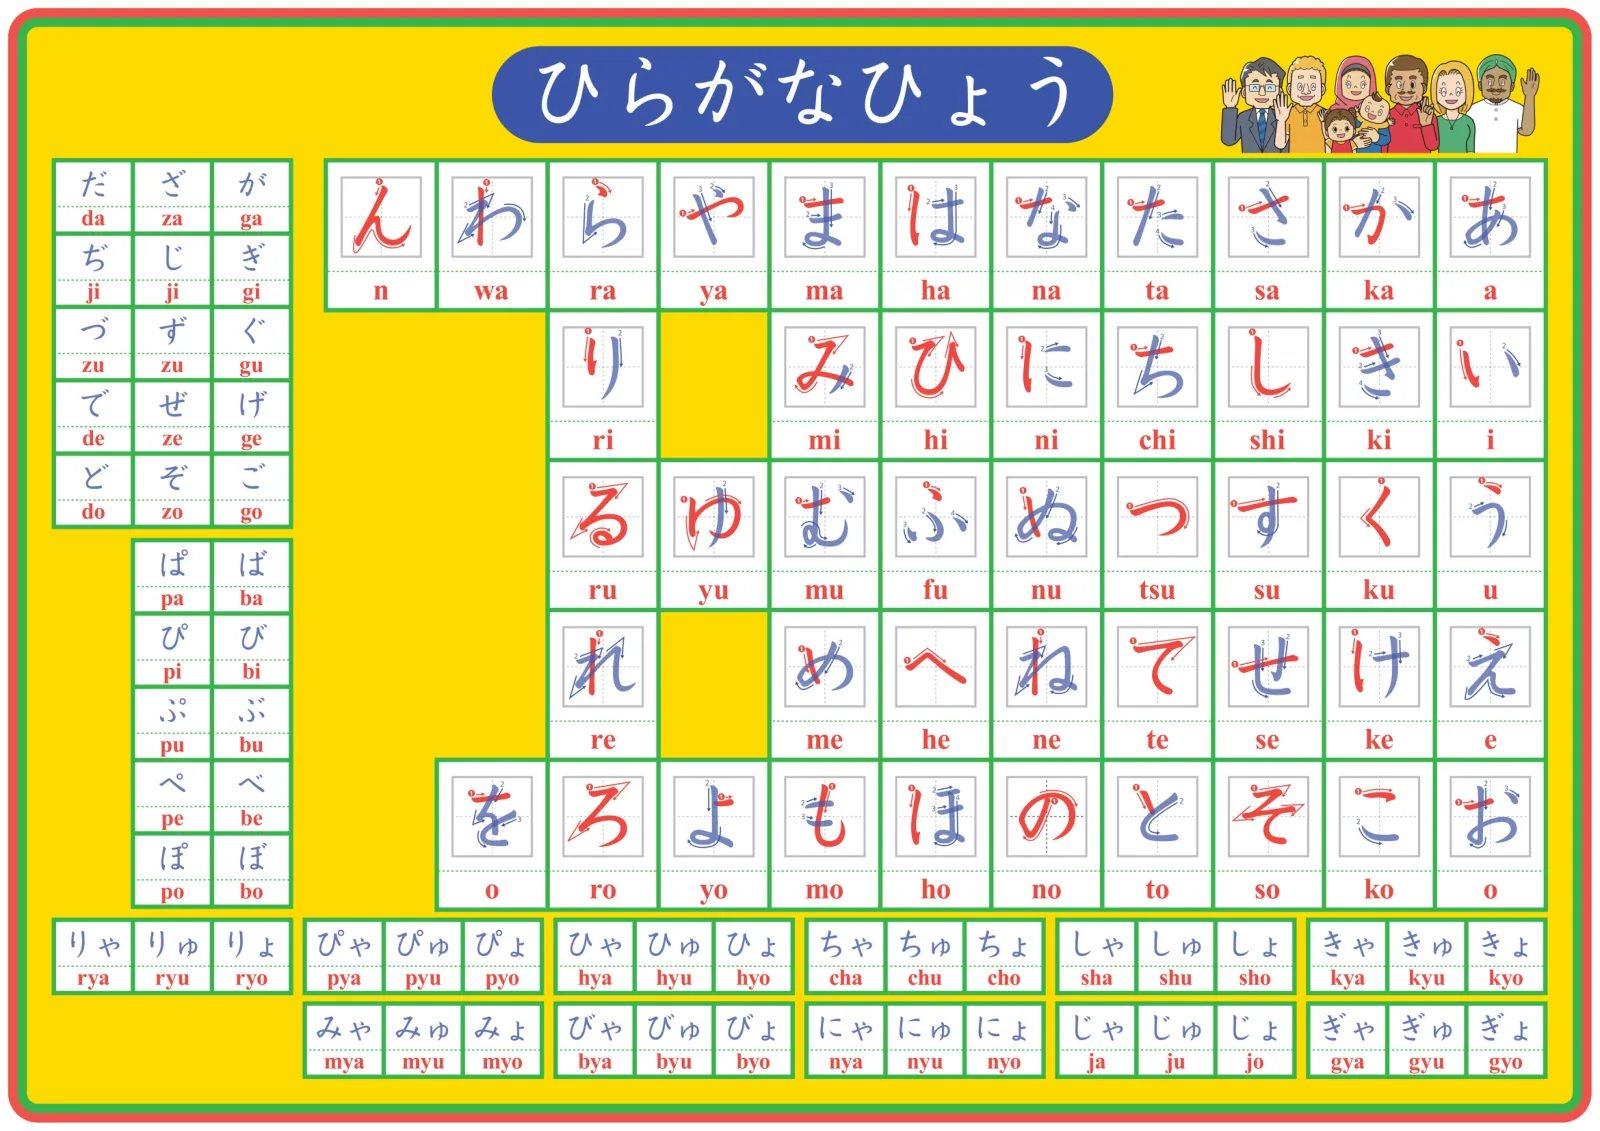 ひらがなひょう
だ ざ が
da za ga
ぢ じ ぎ
ji ji gi
づ ず ぐ
zu zu gu
で ぜ げ
de ze ge
ど ぞ ご
do zo go
ぱ ば
pa ba
ぴ び
pi bi
ぷ ぶ
pu bu
ぺ べ
pe be
ぽ ぼ
po bo
ん わ ら や ま は な た さ か あ
n wa ra ya ma ha na ta sa ka a
り み ひ に ち し き い
ri mi hi ni chi shi ki i
る ゆ む ふ ぬ つ す く う
ru yu mu fu nu tsu su ku u
れ め へ ね て せ け え
re me he ne te se ke e
を ろ よ も ほ の と そ こ お
o ro yo mo ho no to so ko o
りゃ りゅ りょ ぴゃ ぴゅ ぴょ ひゃ ひゅ ひょ ちゃ ちゅ ちょ しゃ しゅ しょ きゃ きゅ きょ
rya ryu ryo pya pyu pyo hya hyu hyo cha chu cho sha shu sho kya kyu kyo
みゃ みゅ みょ びゃ びゅ びょ にゃ にゅ にょ じゃ じゅ じょ ぎゃ ぎゅ ぎょ
mya myu myo bya byu byo nya nyu nyo ja ju jo gya gyu gyo